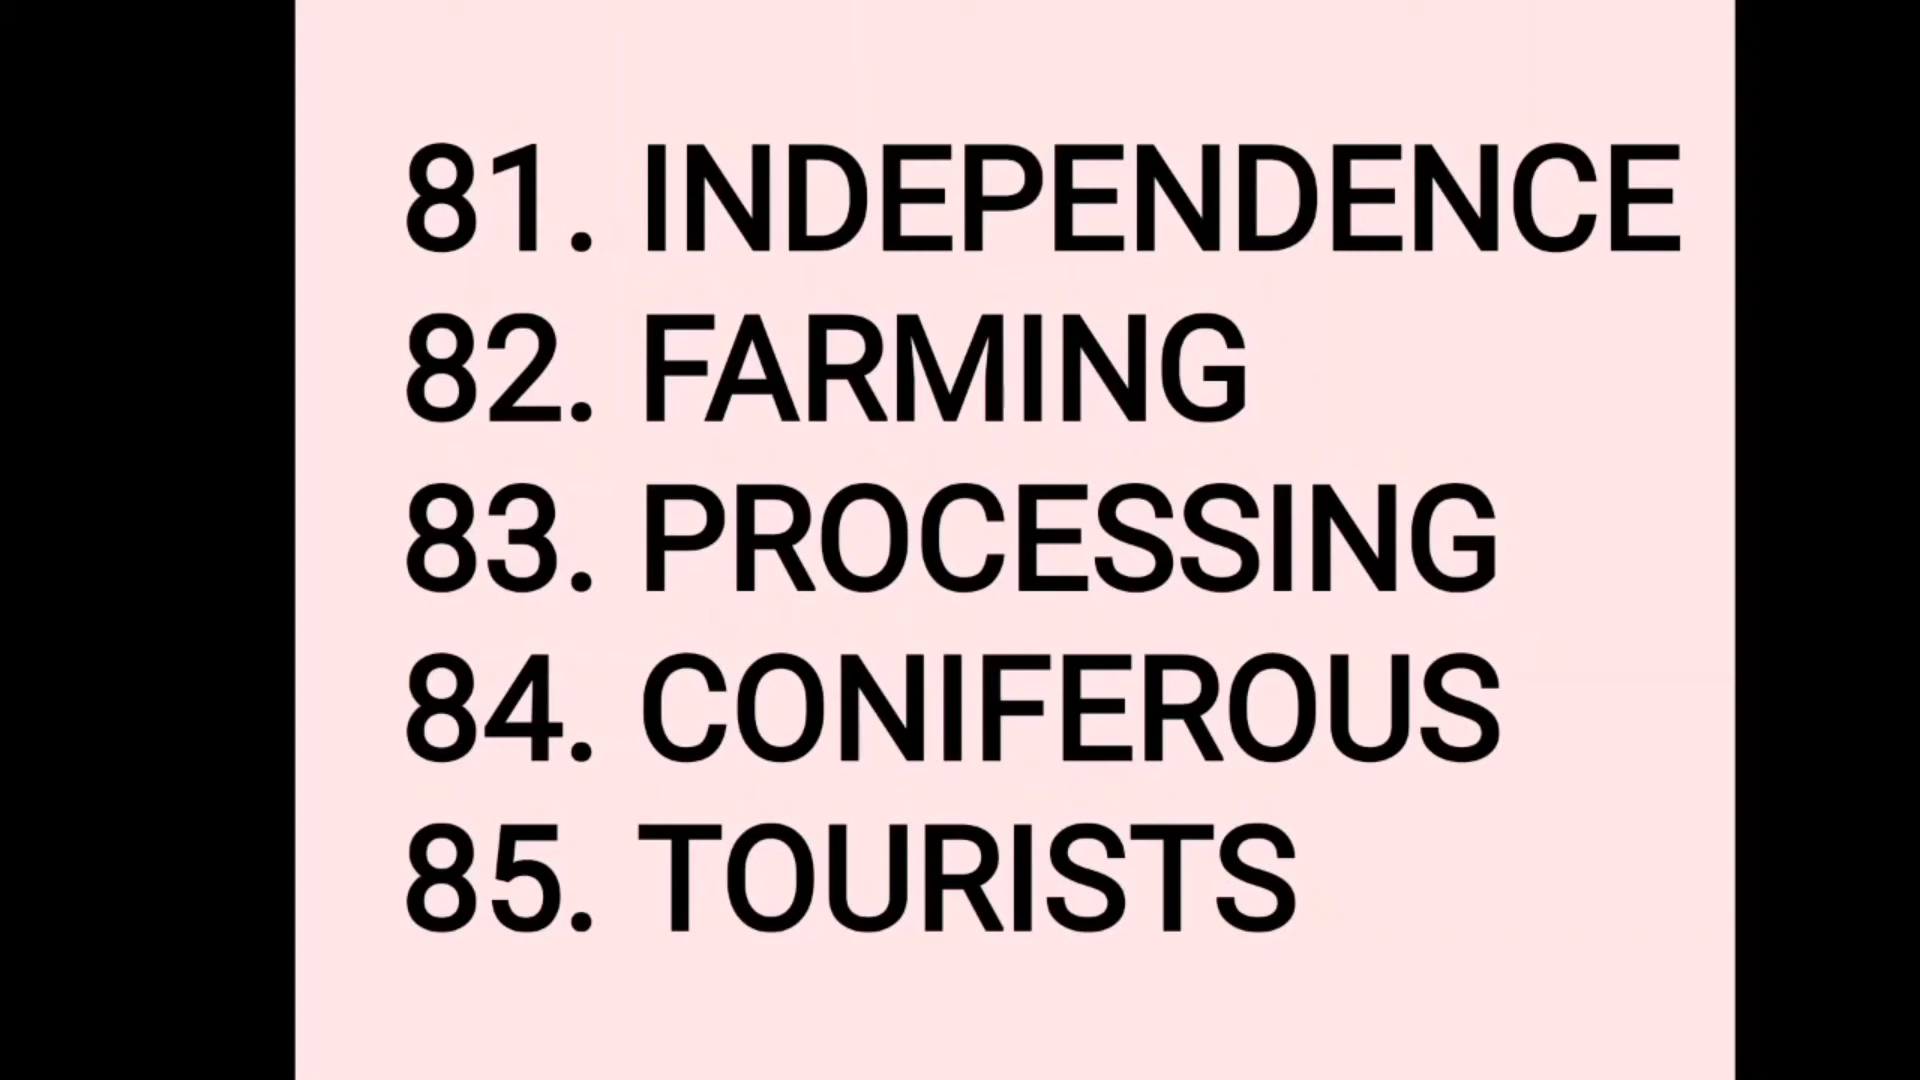 81. INDEPENDENCE
82. FARMING
83. PROCESSING
84. CONIFEROUS
85. TOURISTS